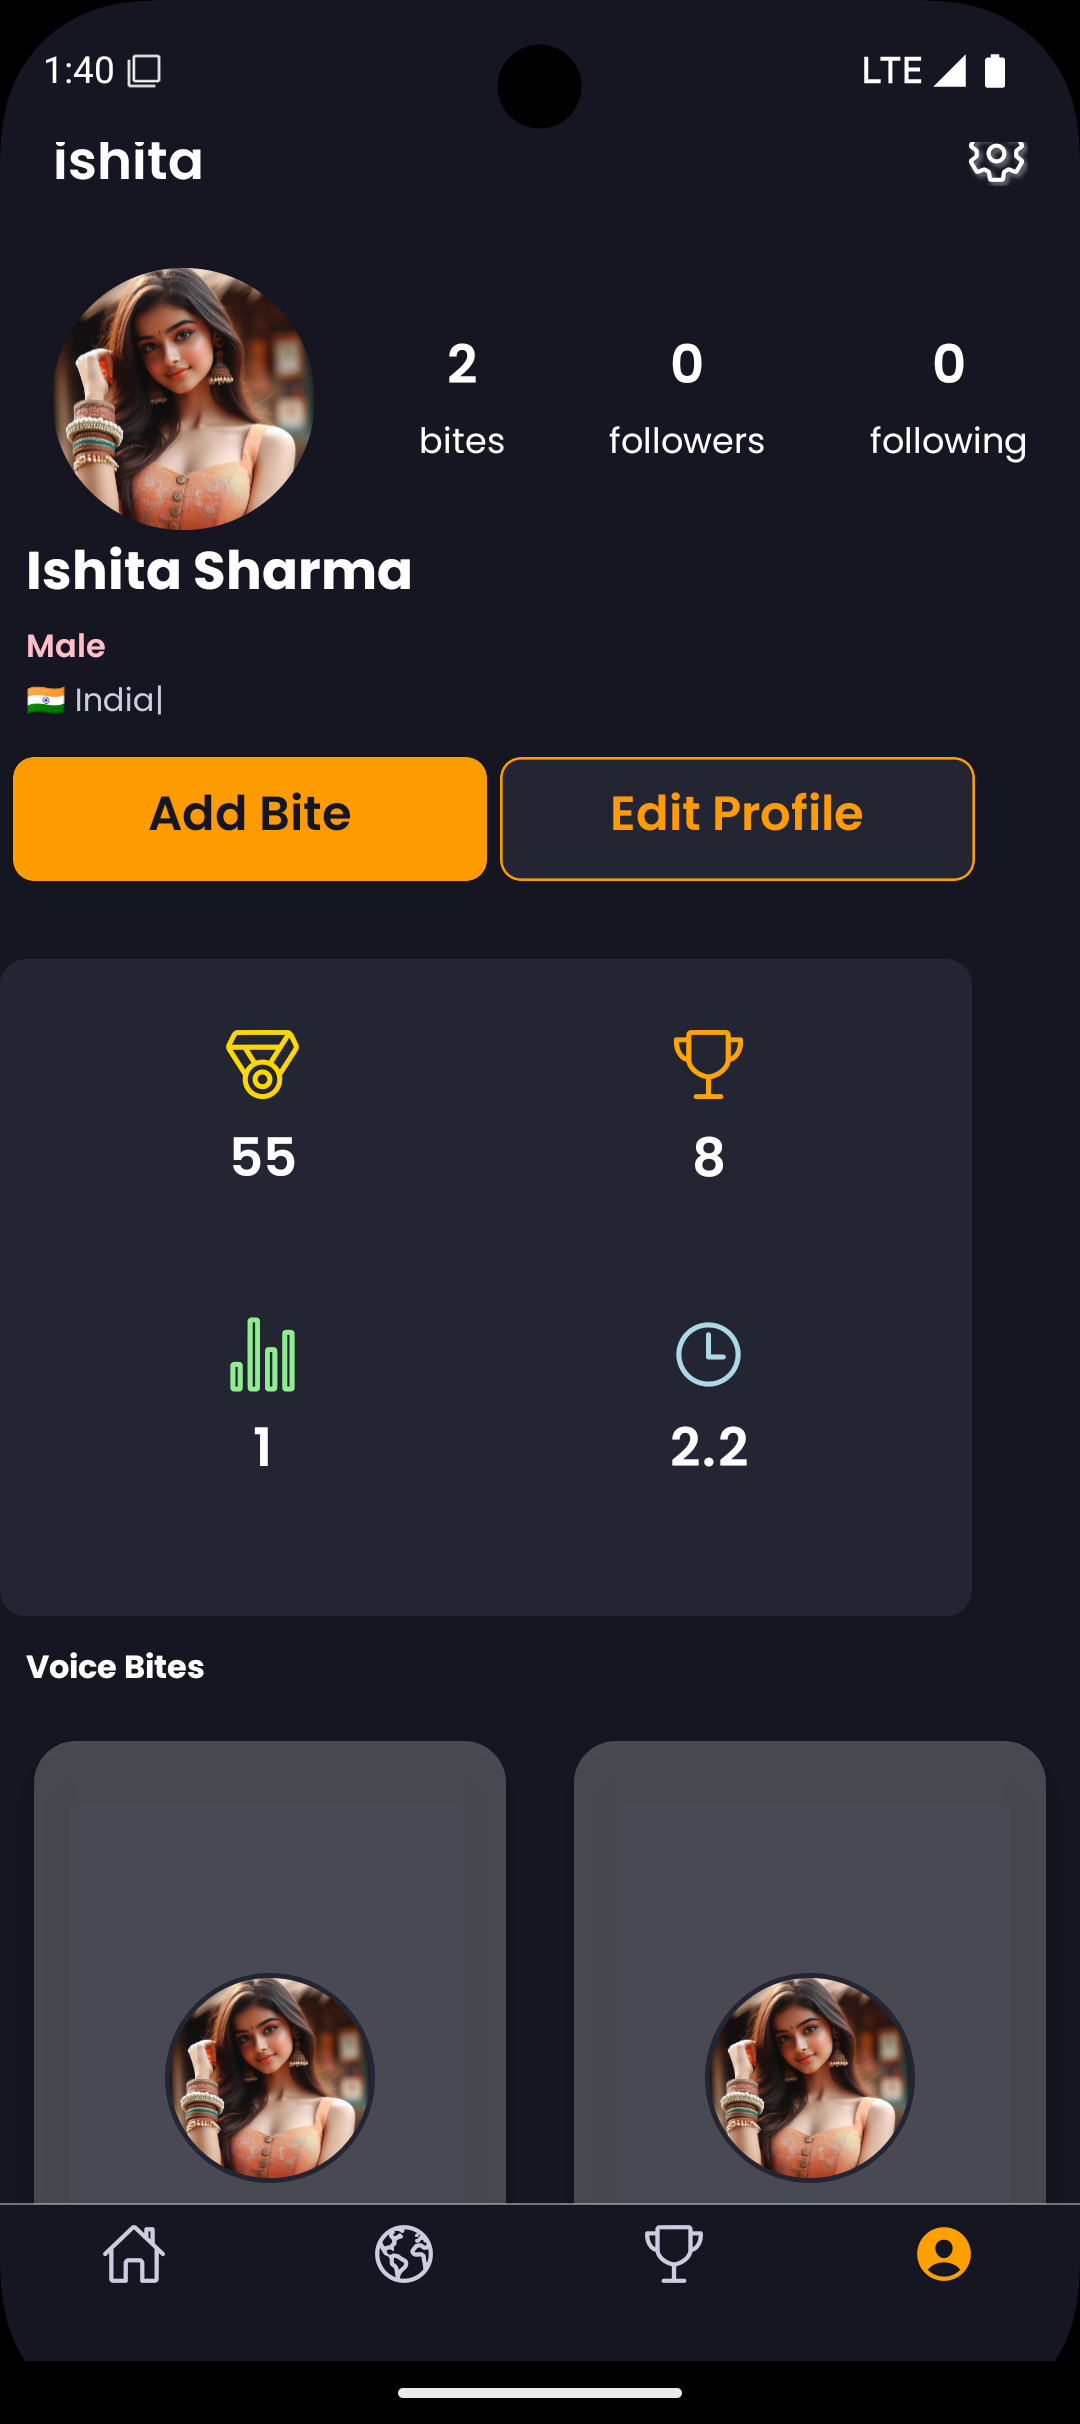 1:40 LTE
ishita
2 0 0
bites followers following
Ishita Sharma
Male
🇮🇳 India|
Add Bite Edit Profile
55 8
1 2.2
Voice Bites